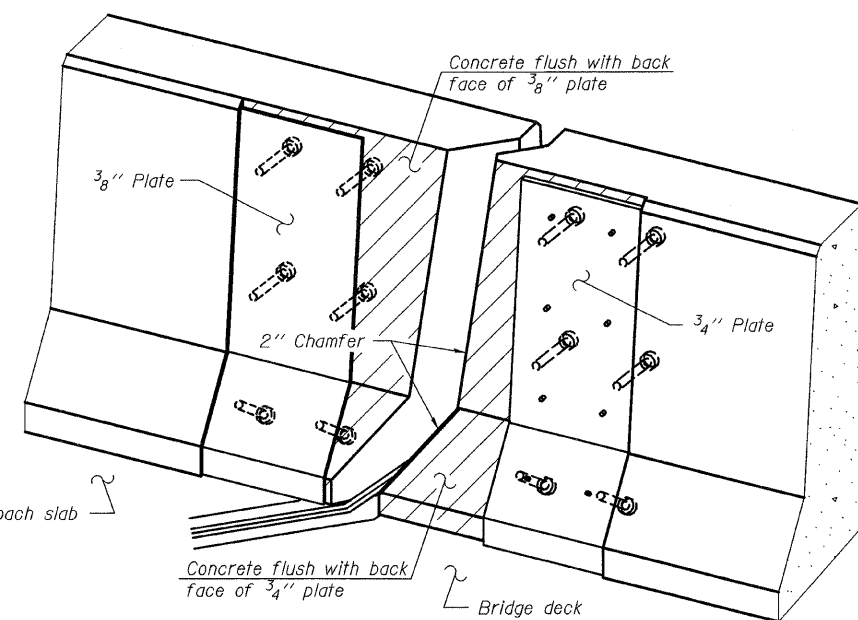 Concrete flush with back
face of 3/8" plate
3/8" Plate
2" Chamfer
3/4" Plate
slab
Concrete flush with back
face of 3/4" plate
Bridge deck